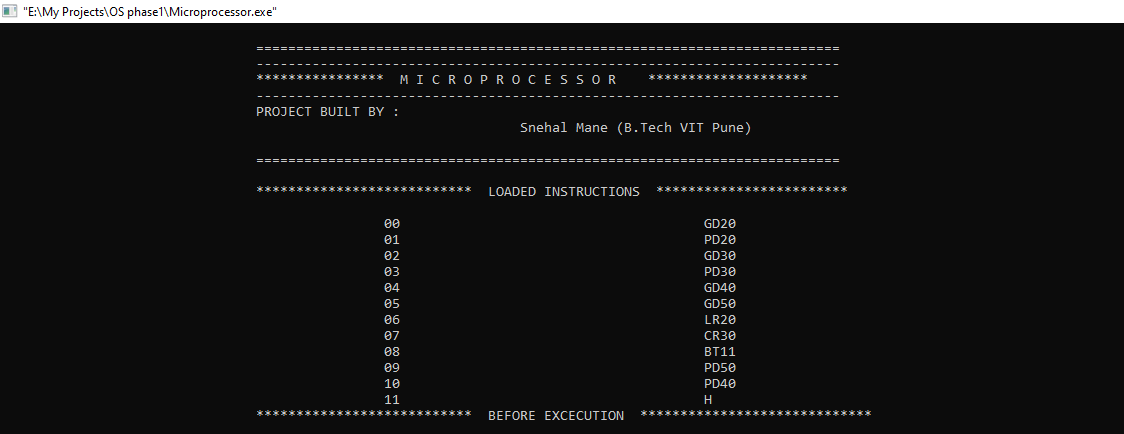 "E:\My Projects\OS phase1\Microprocessor.exe"
=========================================================================
-------------------------------------------------------------------------
**************** M I C R O P R O C E S S O R ********************
-------------------------------------------------------------------------
PROJECT BUILT BY :
Snehal Mane (B.Tech VIT Pune)
=========================================================================
*************************** LOADED INSTRUCTIONS ************************
00 GD20
01 PD20
02 GD30
03 PD30
04 GD40
05 GD50
06 LR20
07 CR30
08 BT11
09 PD50
10 PD40
11 H
*************************** BEFORE EXCECUTION *****************************